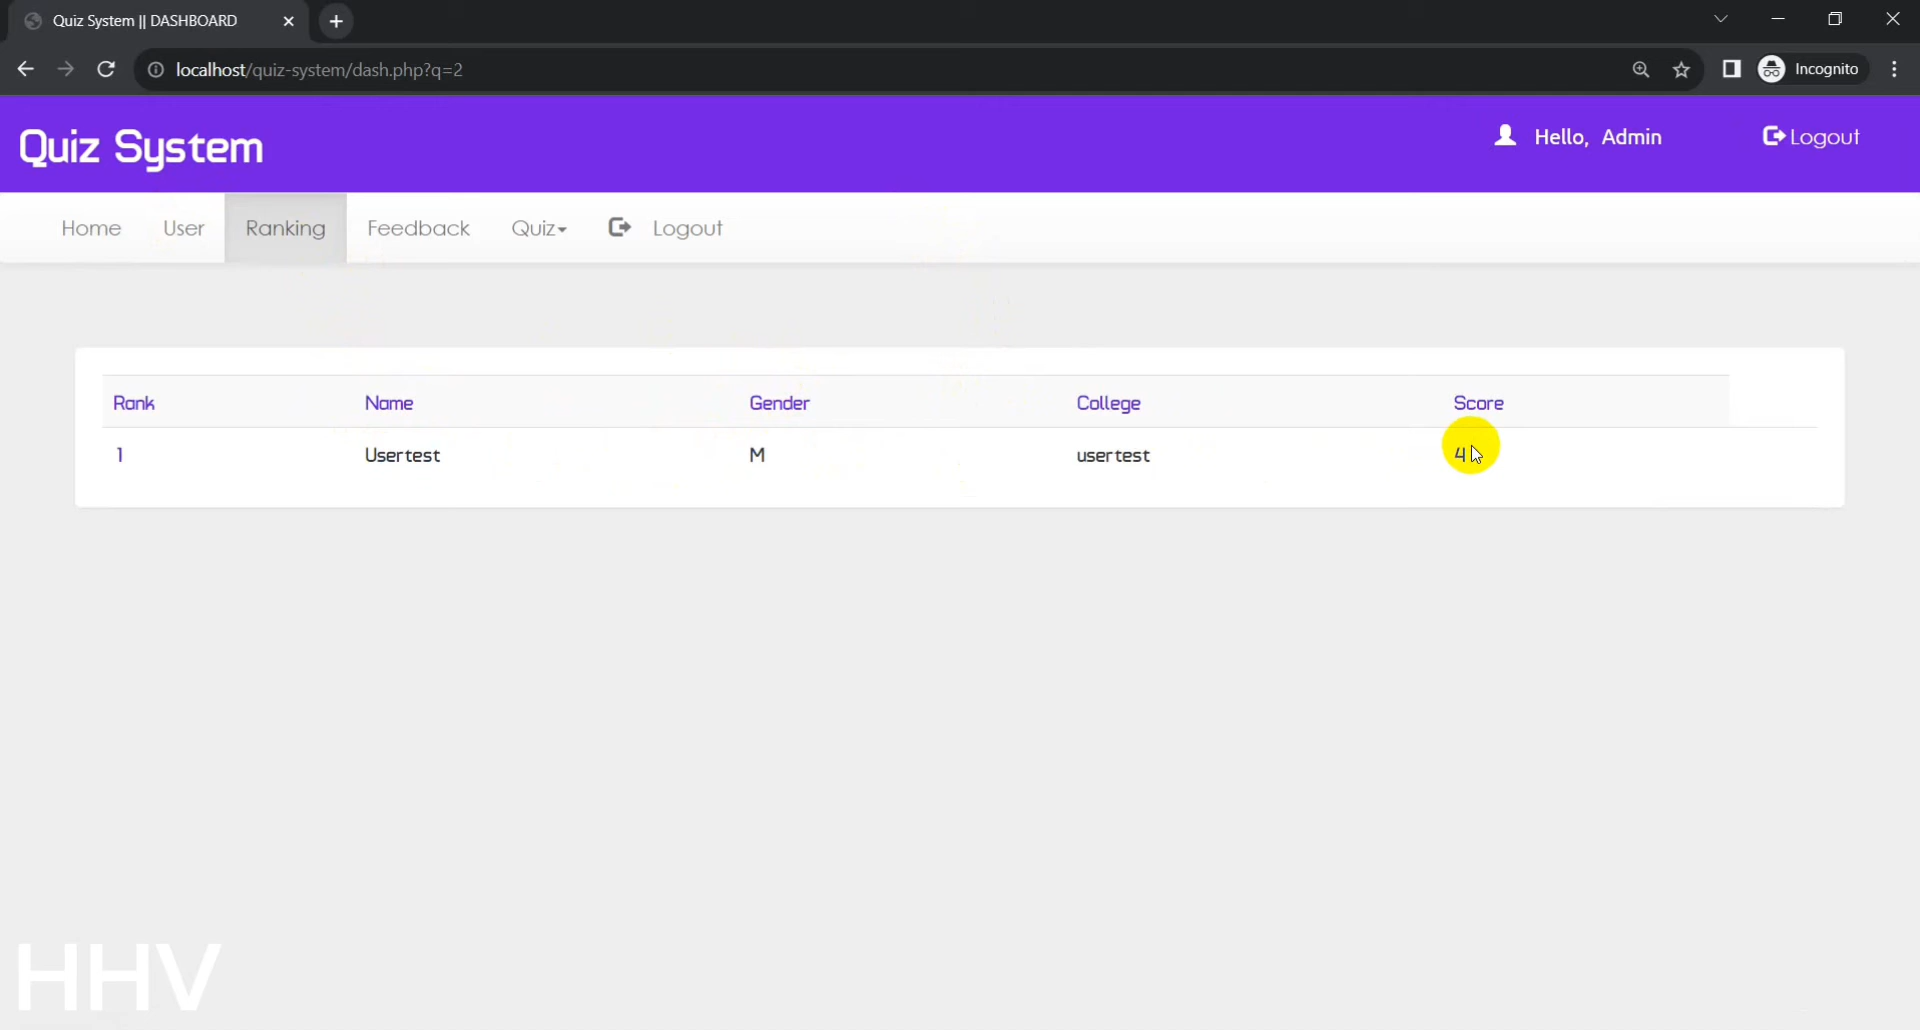 Quiz System || DASHBOARD
localhost/quiz-system/dash.php?q=2
Incognito
Quiz System
Hello, Admin
Logout
Home User Ranking Feedback Quiz Logout
Rank Name Gender College Score
1 Usertest M usertest 4
HHV